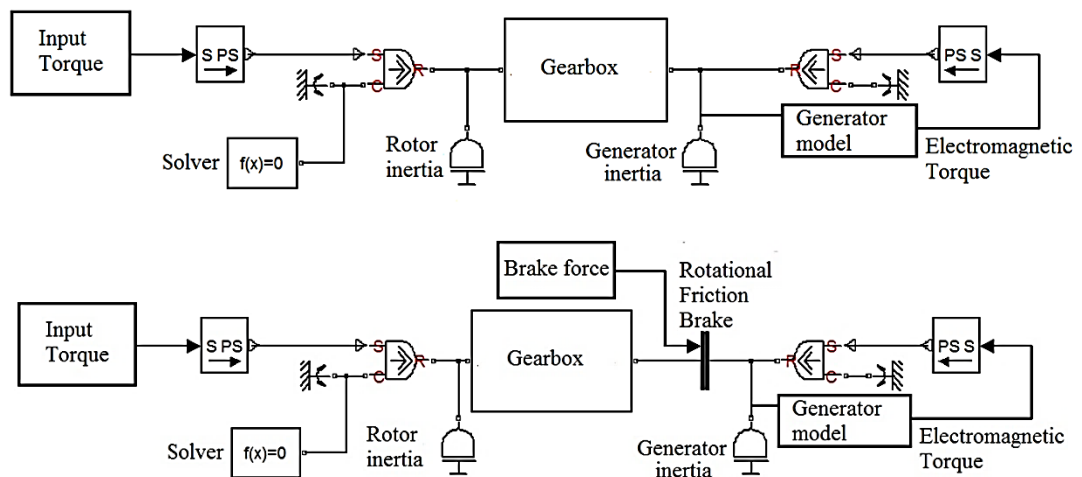 Input
Torque
S PS
S
C
R
Solver
f(x)=0
Rotor
inertia
Gearbox
Generator
inertia
R
S
C
PS S
Generator
model
Electromagnetic
Torque
Brake force
Rotational
Friction
Brake
Input
Torque
S PS
S
C
R
Solver
f(x)=0
Rotor
inertia
Gearbox
Generator
inertia
R
S
C
PS S
Generator
model
Electromagnetic
Torque